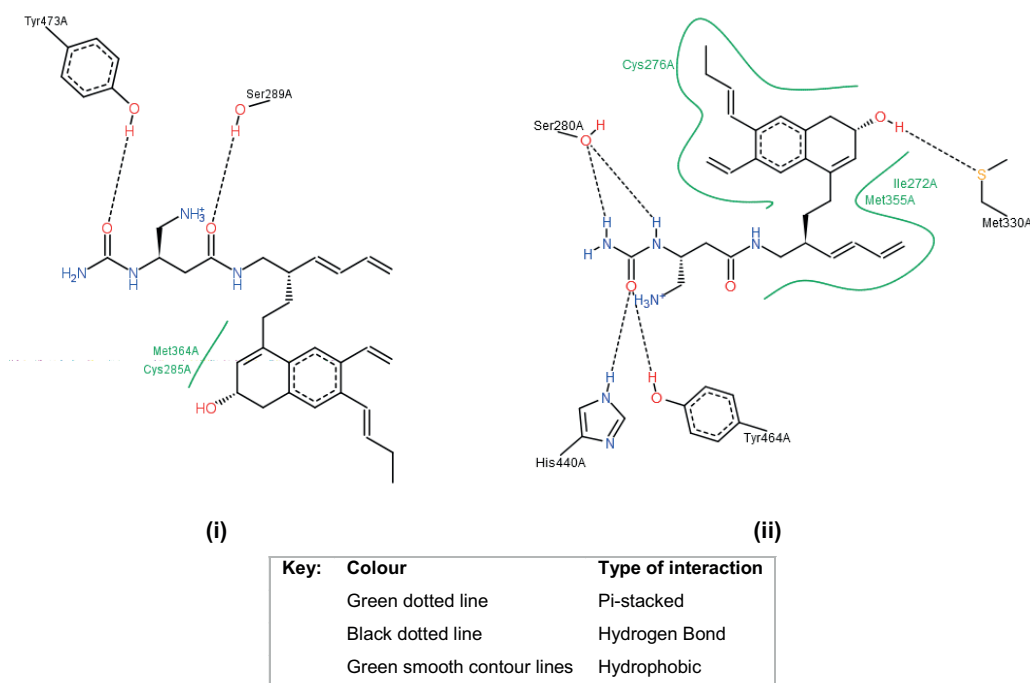 Tyr473A
Ser289A
O
H
O
H
O
NH3+
O
H2N
N
H
N
H
Met364A
Cys285A
HO
(i)
Cys276A
Ser280A
H
O
O
H
Ile272A
Met355A
S
Met330A
H
N
H
H
N
H
N
O
O
H3N+
H
N
N
His440A
H
O
Tyr464A
(ii)
Key: Colour Type of interaction
Green dotted line Pi-stacked
Black dotted line Hydrogen Bond
Green smooth contour lines Hydrophobic